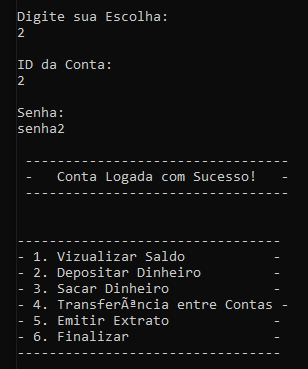 Digite sua Escolha:
2
ID da Conta:
2
Senha:
senha2
---------------------------------
-   Conta Logada com Sucesso!   -
---------------------------------
---------------------------------
- 1. Vizualizar Saldo           -
- 2. Depositar Dinheiro         -
- 3. Sacar Dinheiro             -
- 4. TransferÃªncia entre Contas -
- 5. Emitir Extrato             -
- 6. Finalizar                  -
---------------------------------